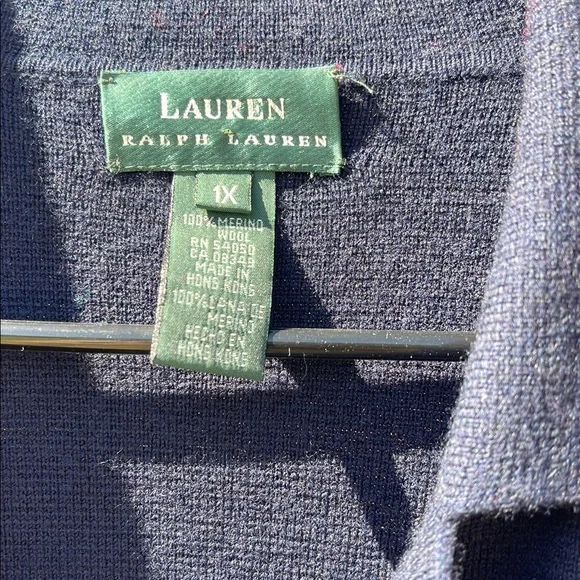 LAUREN
RALPH LAUREN
1X
100% MERINO
WOOL
RN 54050
CA 08349
MADE IN
HONG KONG
100% LANA DE
MERINO
HECHO EN
HONG KONG